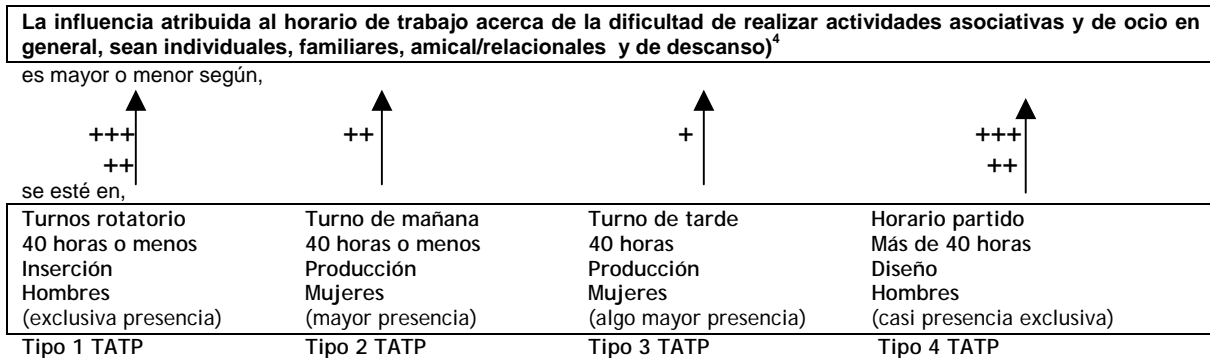 La influencia atribuida al horario de trabajo acerca de la dificultad de realizar actividades asociativas y de ocio en
general, sean individuales, familiares, amical/relacionales y de descanso)4
es mayor o menor según,
+++ ++ + +++
++ ++
se esté en,
Turnos rotatorio Turno de mañana Turno de tarde Horario partido
40 horas o menos 40 horas o menos 40 horas Más de 40 horas
Inserción Producción Producción Diseño
Hombres Mujeres Mujeres Hombres
(exclusiva presencia) (mayor presencia) (algo mayor presencia) (casi presencia exclusiva)
Tipo 1 TATP Tipo 2 TATP Tipo 3 TATP Tipo 4 TATP